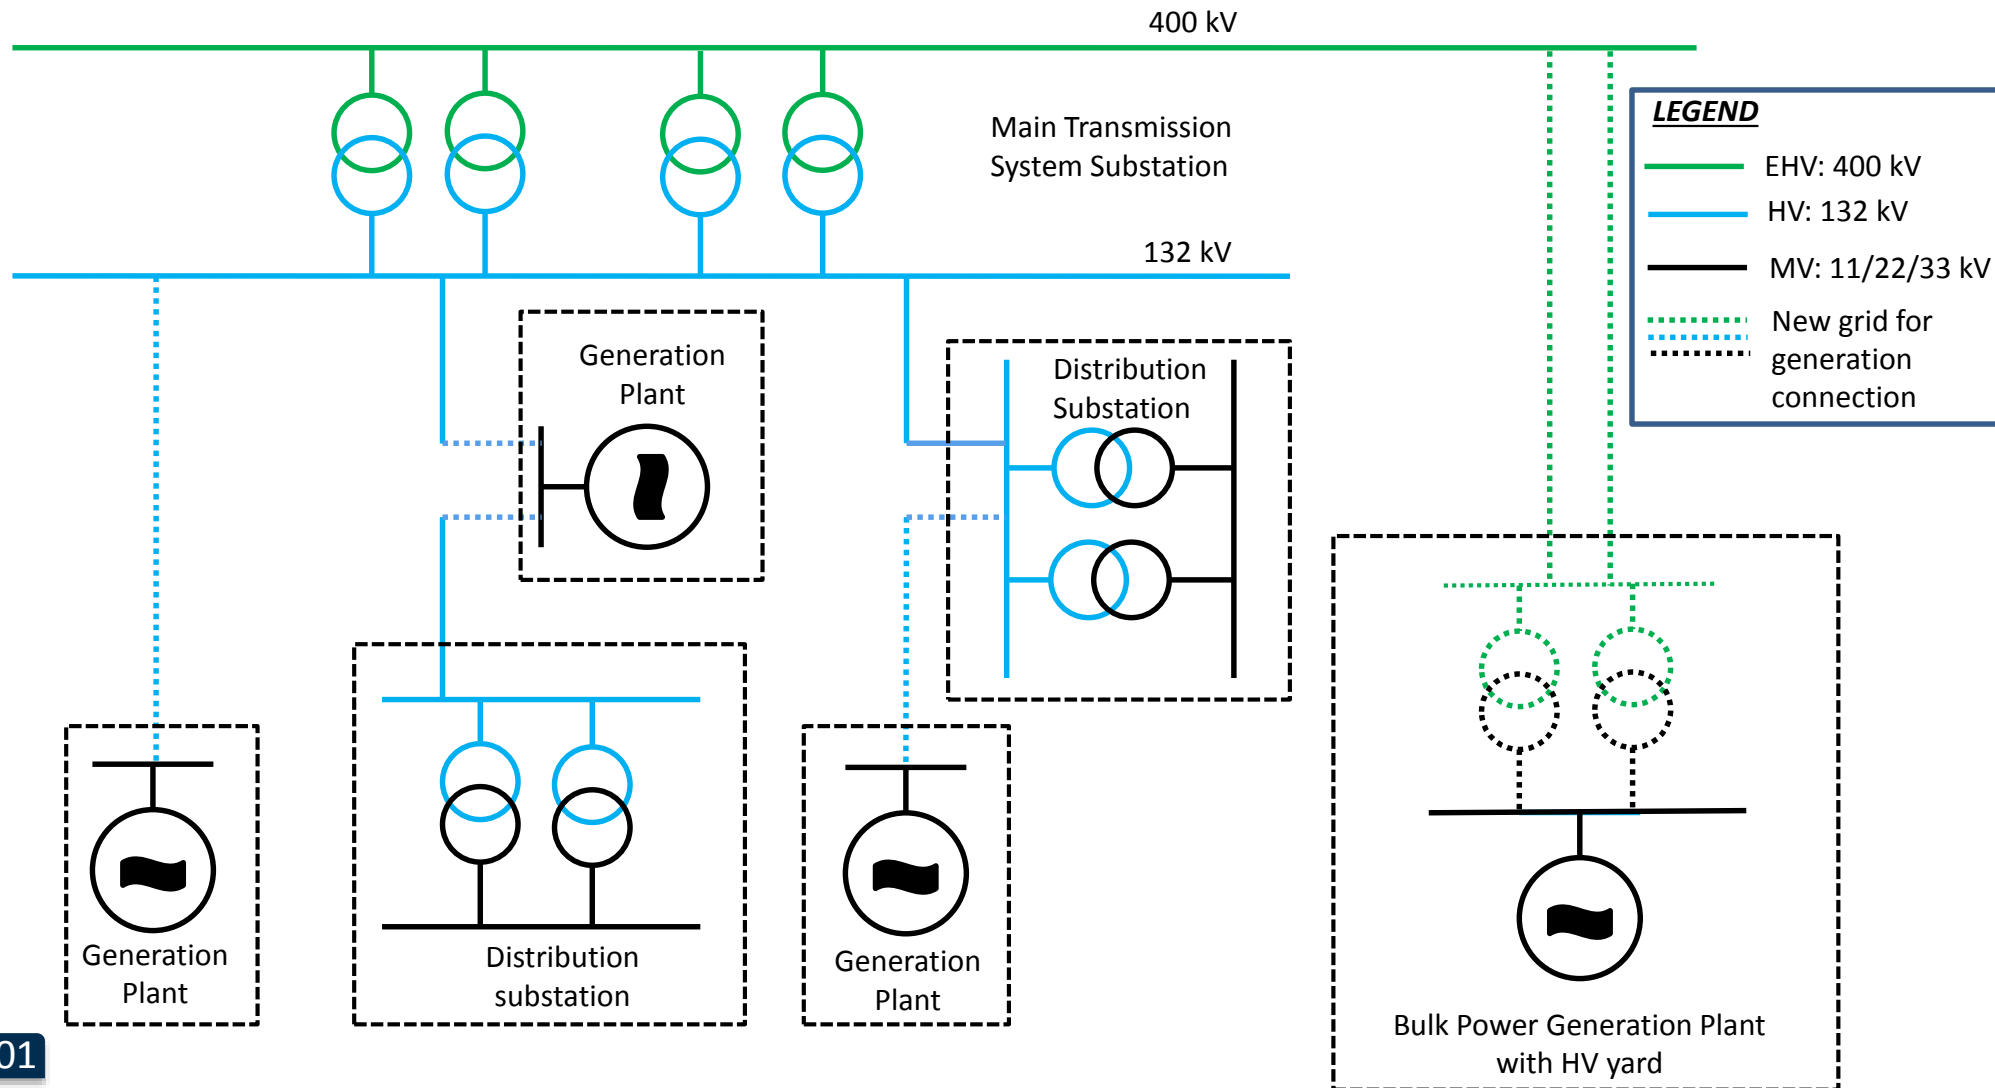 400 kV
Main Transmission
System Substation
LEGEND
EHV: 400 kV
HV: 132 kV
MV: 11/22/33 kV
New grid for
generation
connection
132 kV
Generation
Plant
Distribution
Substation
Generation
Plant
Distribution
substation
Generation
Plant
Bulk Power Generation Plant
with HV yard
01